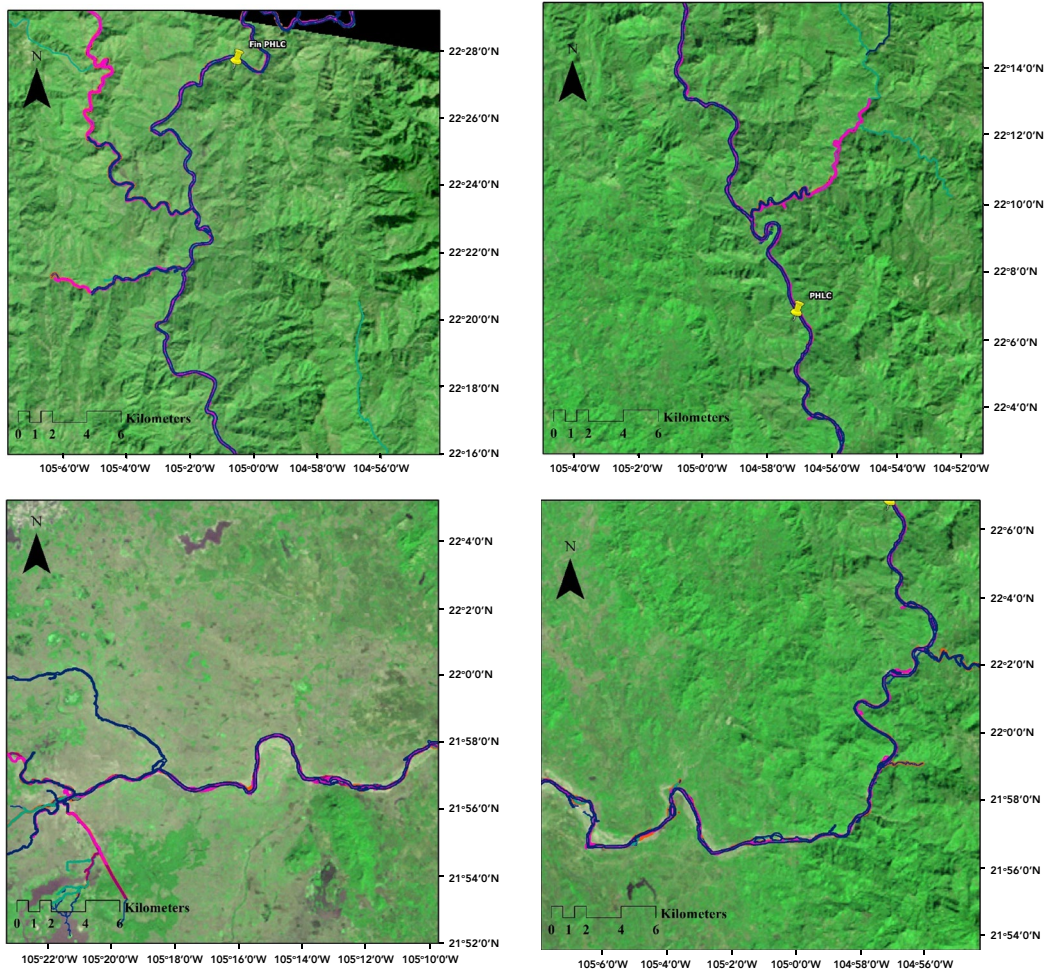 Fin PHLC
N
22°28'0"N
22°26'0"N
22°24'0"N
22°22'0"N
22°20'0"N
22°18'0"N
22°16'0"N
Kilometers
0 1 2 4 6
105°6'0"W 105°4'0"W 105°2'0"W 105°0'0"W 104°58'0"W 104°56'0"W
N
22°14'0"N
22°12'0"N
22°10'0"N
22°8'0"N
PHLC
22°6'0"N
22°4'0"N
Kilometers
0 1 2 4 6
105°4'0"W 105°2'0"W 105°0'0"W 104°58'0"W 104°56'0"W 104°54'0"W 104°52'0"W
N
22°4'0"N
22°2'0"N
22°0'0"N
21°58'0"N
21°56'0"N
21°54'0"N
21°52'0"N
Kilometers
0 1 2 4 6
105°22'0"W 105°20'0"W 105°18'0"W 105°16'0"W 105°14'0"W 105°12'0"W 105°10'0"W
N
22°6'0"N
22°4'0"N
22°2'0"N
22°0'0"N
21°58'0"N
21°56'0"N
21°54'0"N
Kilometers
0 1 2 4 6
105°6'0"W 105°4'0"W 105°2'0"W 105°0'0"W 104°58'0"W 104°56'0"W